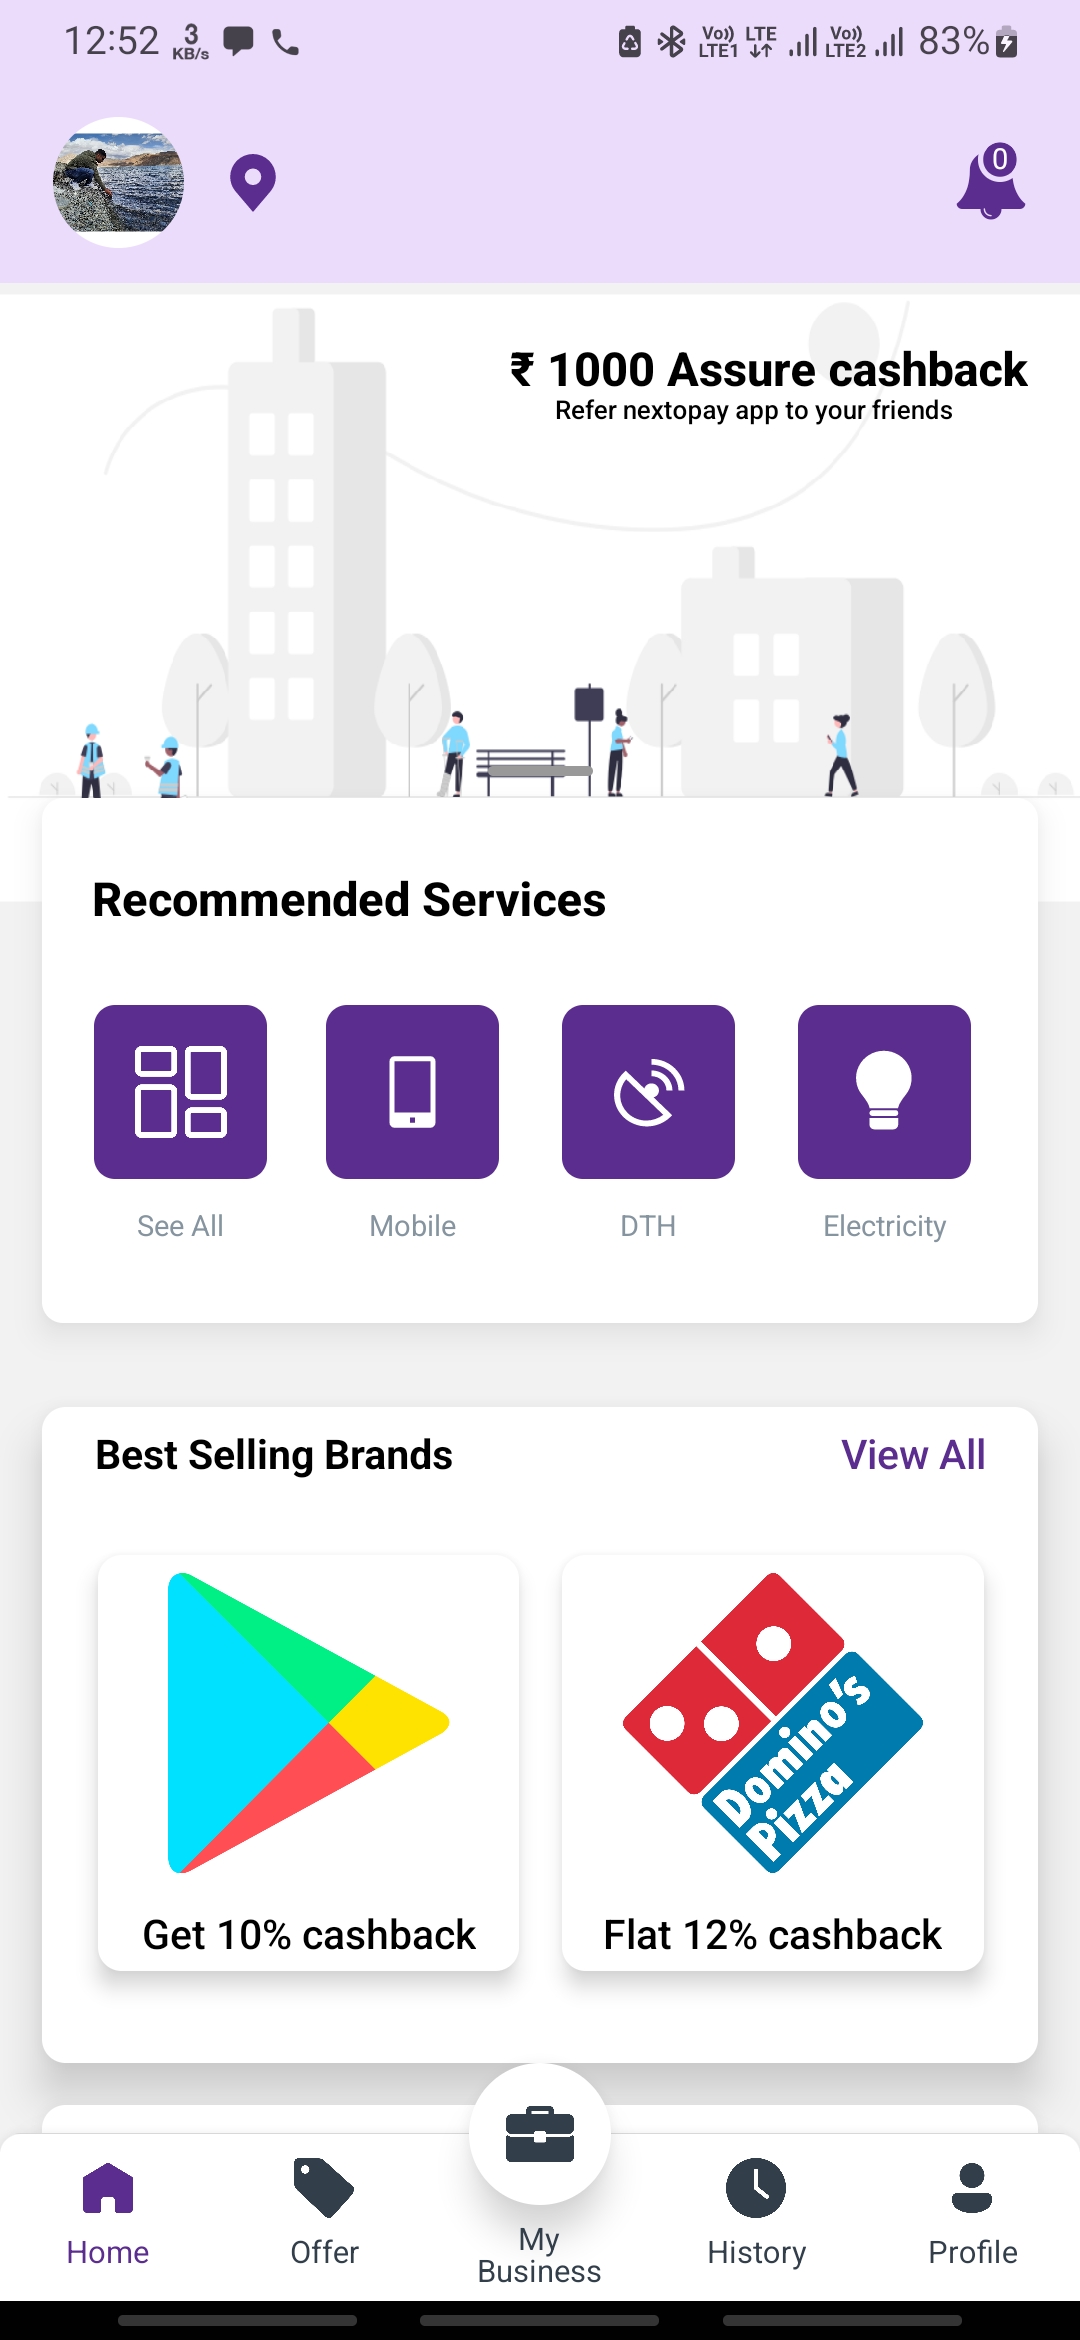 12:52 3 KB/s Vo)) LTE1 LTE Vo)) LTE2 83%
0
₹ 1000 Assure cashback
Refer nextopay app to your friends
Recommended Services
See All Mobile DTH Electricity
Best Selling Brands View All
Domino's
Pizza
Get 10% cashback Flat 12% cashback
Home Offer My Business History Profile